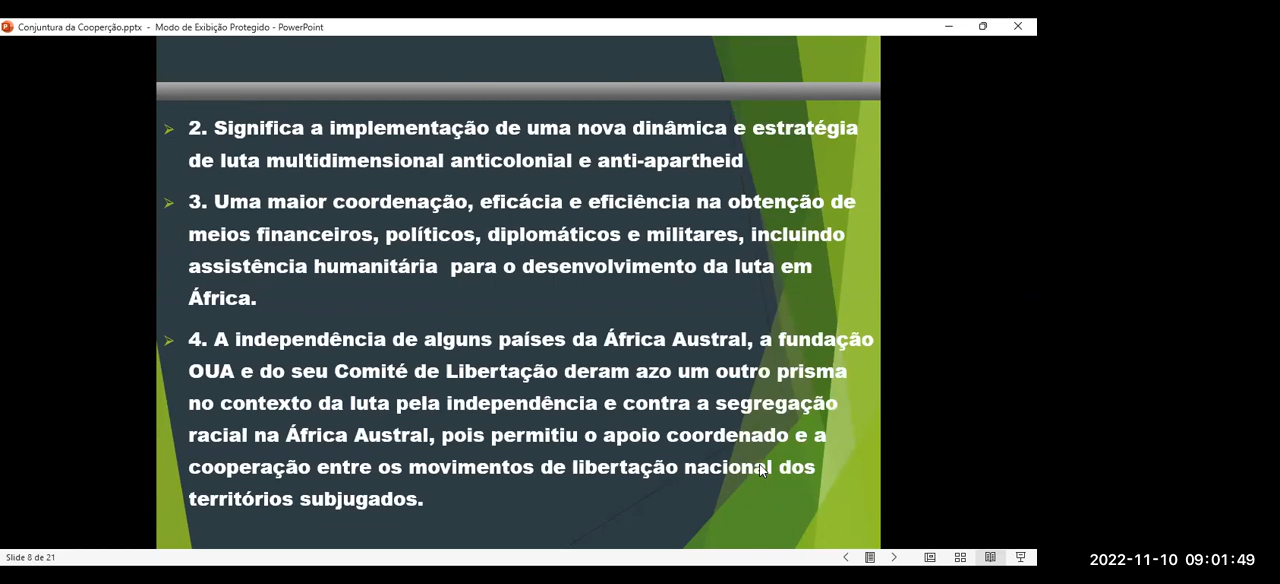 Conjuntura da Cooperção.pptx - Modo de Exibição Protegido - PowerPoint
2. Significa a implementação de uma nova dinâmica e estratégia
de luta multidimensional anticolonial e anti-apartheid
3. Uma maior coordenação, eficácia e eficiência na obtenção de
meios financeiros, políticos, diplomáticos e militares, incluindo
assistência humanitária para o desenvolvimento da luta em
África.
4. A independência de alguns países da África Austral, a fundação
OUA e do seu Comité de Libertação deram azo um outro prisma
no contexto da luta pela independência e contra a segregação
racial na África Austral, pois permitiu o apoio coordenado e a
cooperação entre os movimentos de libertação nacional dos
territórios subjugados.
Slide 8 de 21
2022-11-10 09:01:49